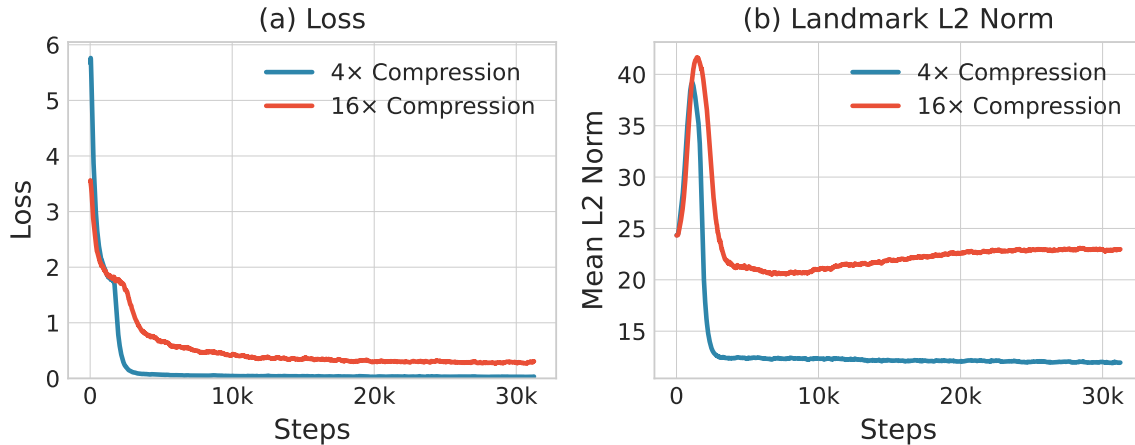 (a) Loss
6
5
4
3
2
1
0
Loss
0 10k 20k 30k
Steps
4× Compression
16× Compression
(b) Landmark L2 Norm
40
35
30
25
20
15
Mean L2 Norm
0 10k 20k 30k
Steps
4× Compression
16× Compression